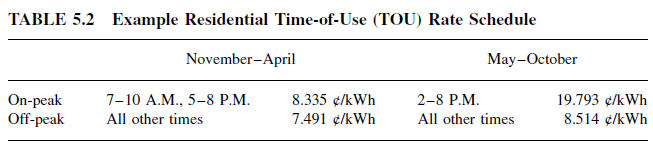 TABLE 5.2 Example Residential Time-of-Use (TOU) Rate Schedule
November–April May–October
On-peak 7–10 A.M., 5–8 P.M. 8.335 ¢/kWh 2–8 P.M. 19.793 ¢/kWh
Off-peak All other times 7.491 ¢/kWh All other times 8.514 ¢/kWh